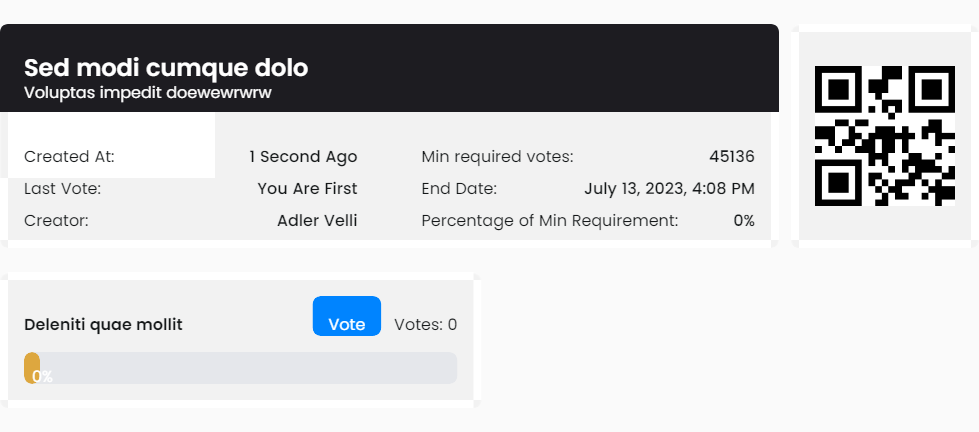 Sed modi cumque dolo
Voluptas impedit doewewrwrw
Created At: 1 Second Ago Min required votes: 45136
Last Vote: You Are First End Date: July 13, 2023, 4:08 PM
Creator: Adler Velli Percentage of Min Requirement: 0%
Deleniti quae mollit Vote Votes: 0
0%